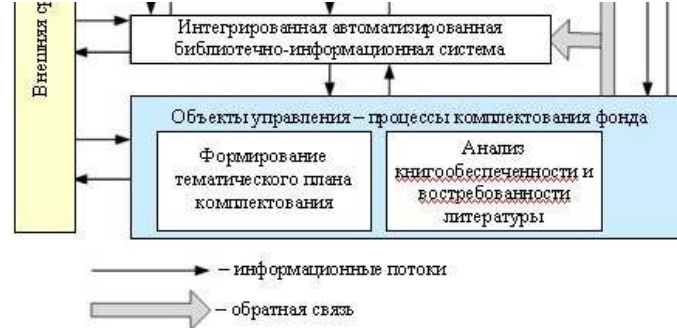 Внешняя ср
Интегрированная автоматизированная
библиотечно-информационная система
Объекты управления – процессы комплектования фонда
Формирование
тематического плана
комплектования
Анализ
книгообеспеченности и
востребованности
литературы
– информационные потоки
– обратная связь